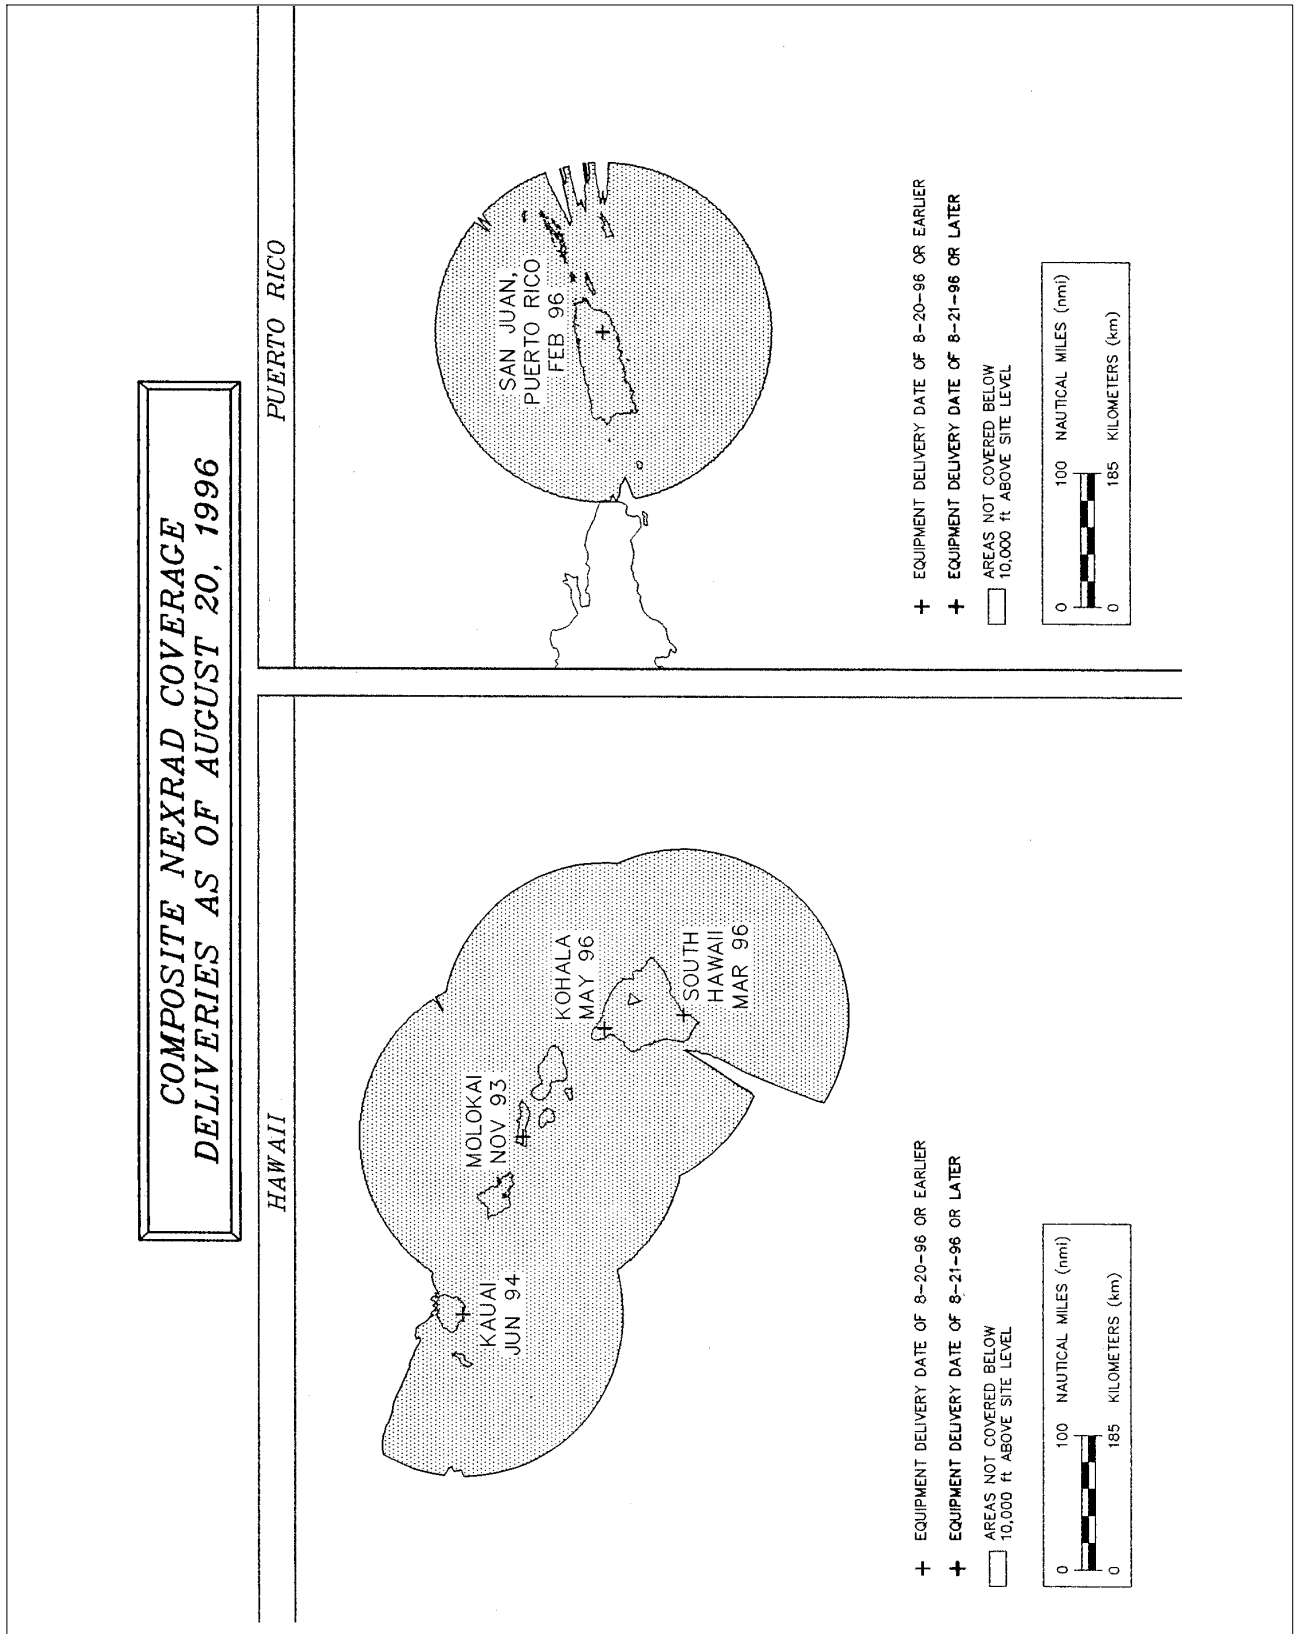 COMPOSITE NEXRAD COVERAGE
DELIVERIES AS OF AUGUST 20, 1996
HAWAII
KAUAI
JUN 94
MOLOKAI
NOV 93
KOHALA
MAY 96
SOUTH
HAWAII
MAR 96
+ EQUIPMENT DELIVERY DATE OF 8-20-96 OR EARLIER
+ EQUIPMENT DELIVERY DATE OF 8-21-96 OR LATER
AREAS NOT COVERED BELOW
10,000 ft ABOVE SITE LEVEL
0 100 NAUTICAL MILES (nmi)
0 185 KILOMETERS (km)
PUERTO RICO
SAN JUAN,
PUERTO RICO
FEB 96
+ EQUIPMENT DELIVERY DATE OF 8-20-96 OR EARLIER
+ EQUIPMENT DELIVERY DATE OF 8-21-96 OR LATER
AREAS NOT COVERED BELOW
10,000 ft ABOVE SITE LEVEL
0 100 NAUTICAL MILES (nmi)
0 185 KILOMETERS (km)